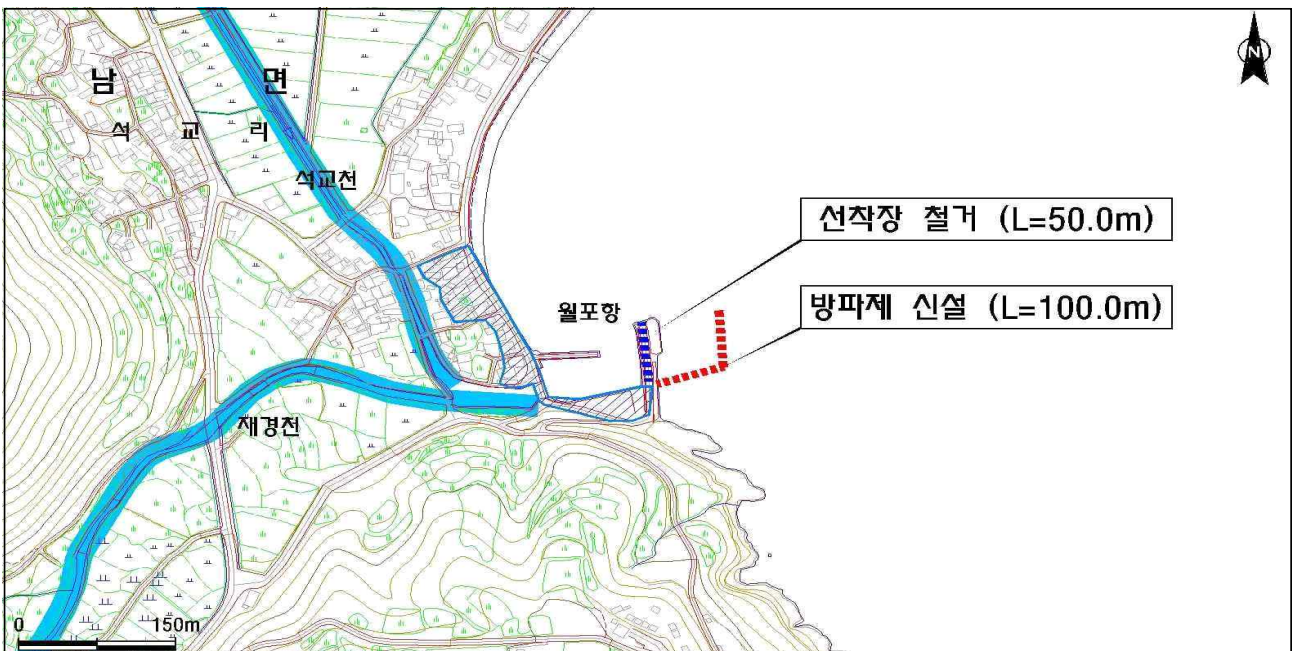 N
남 면
석 교 리
석교천
선착장 철거 (L=50.0m)
방파제 신설 (L=100.0m)
월포항
재경천
0 150m